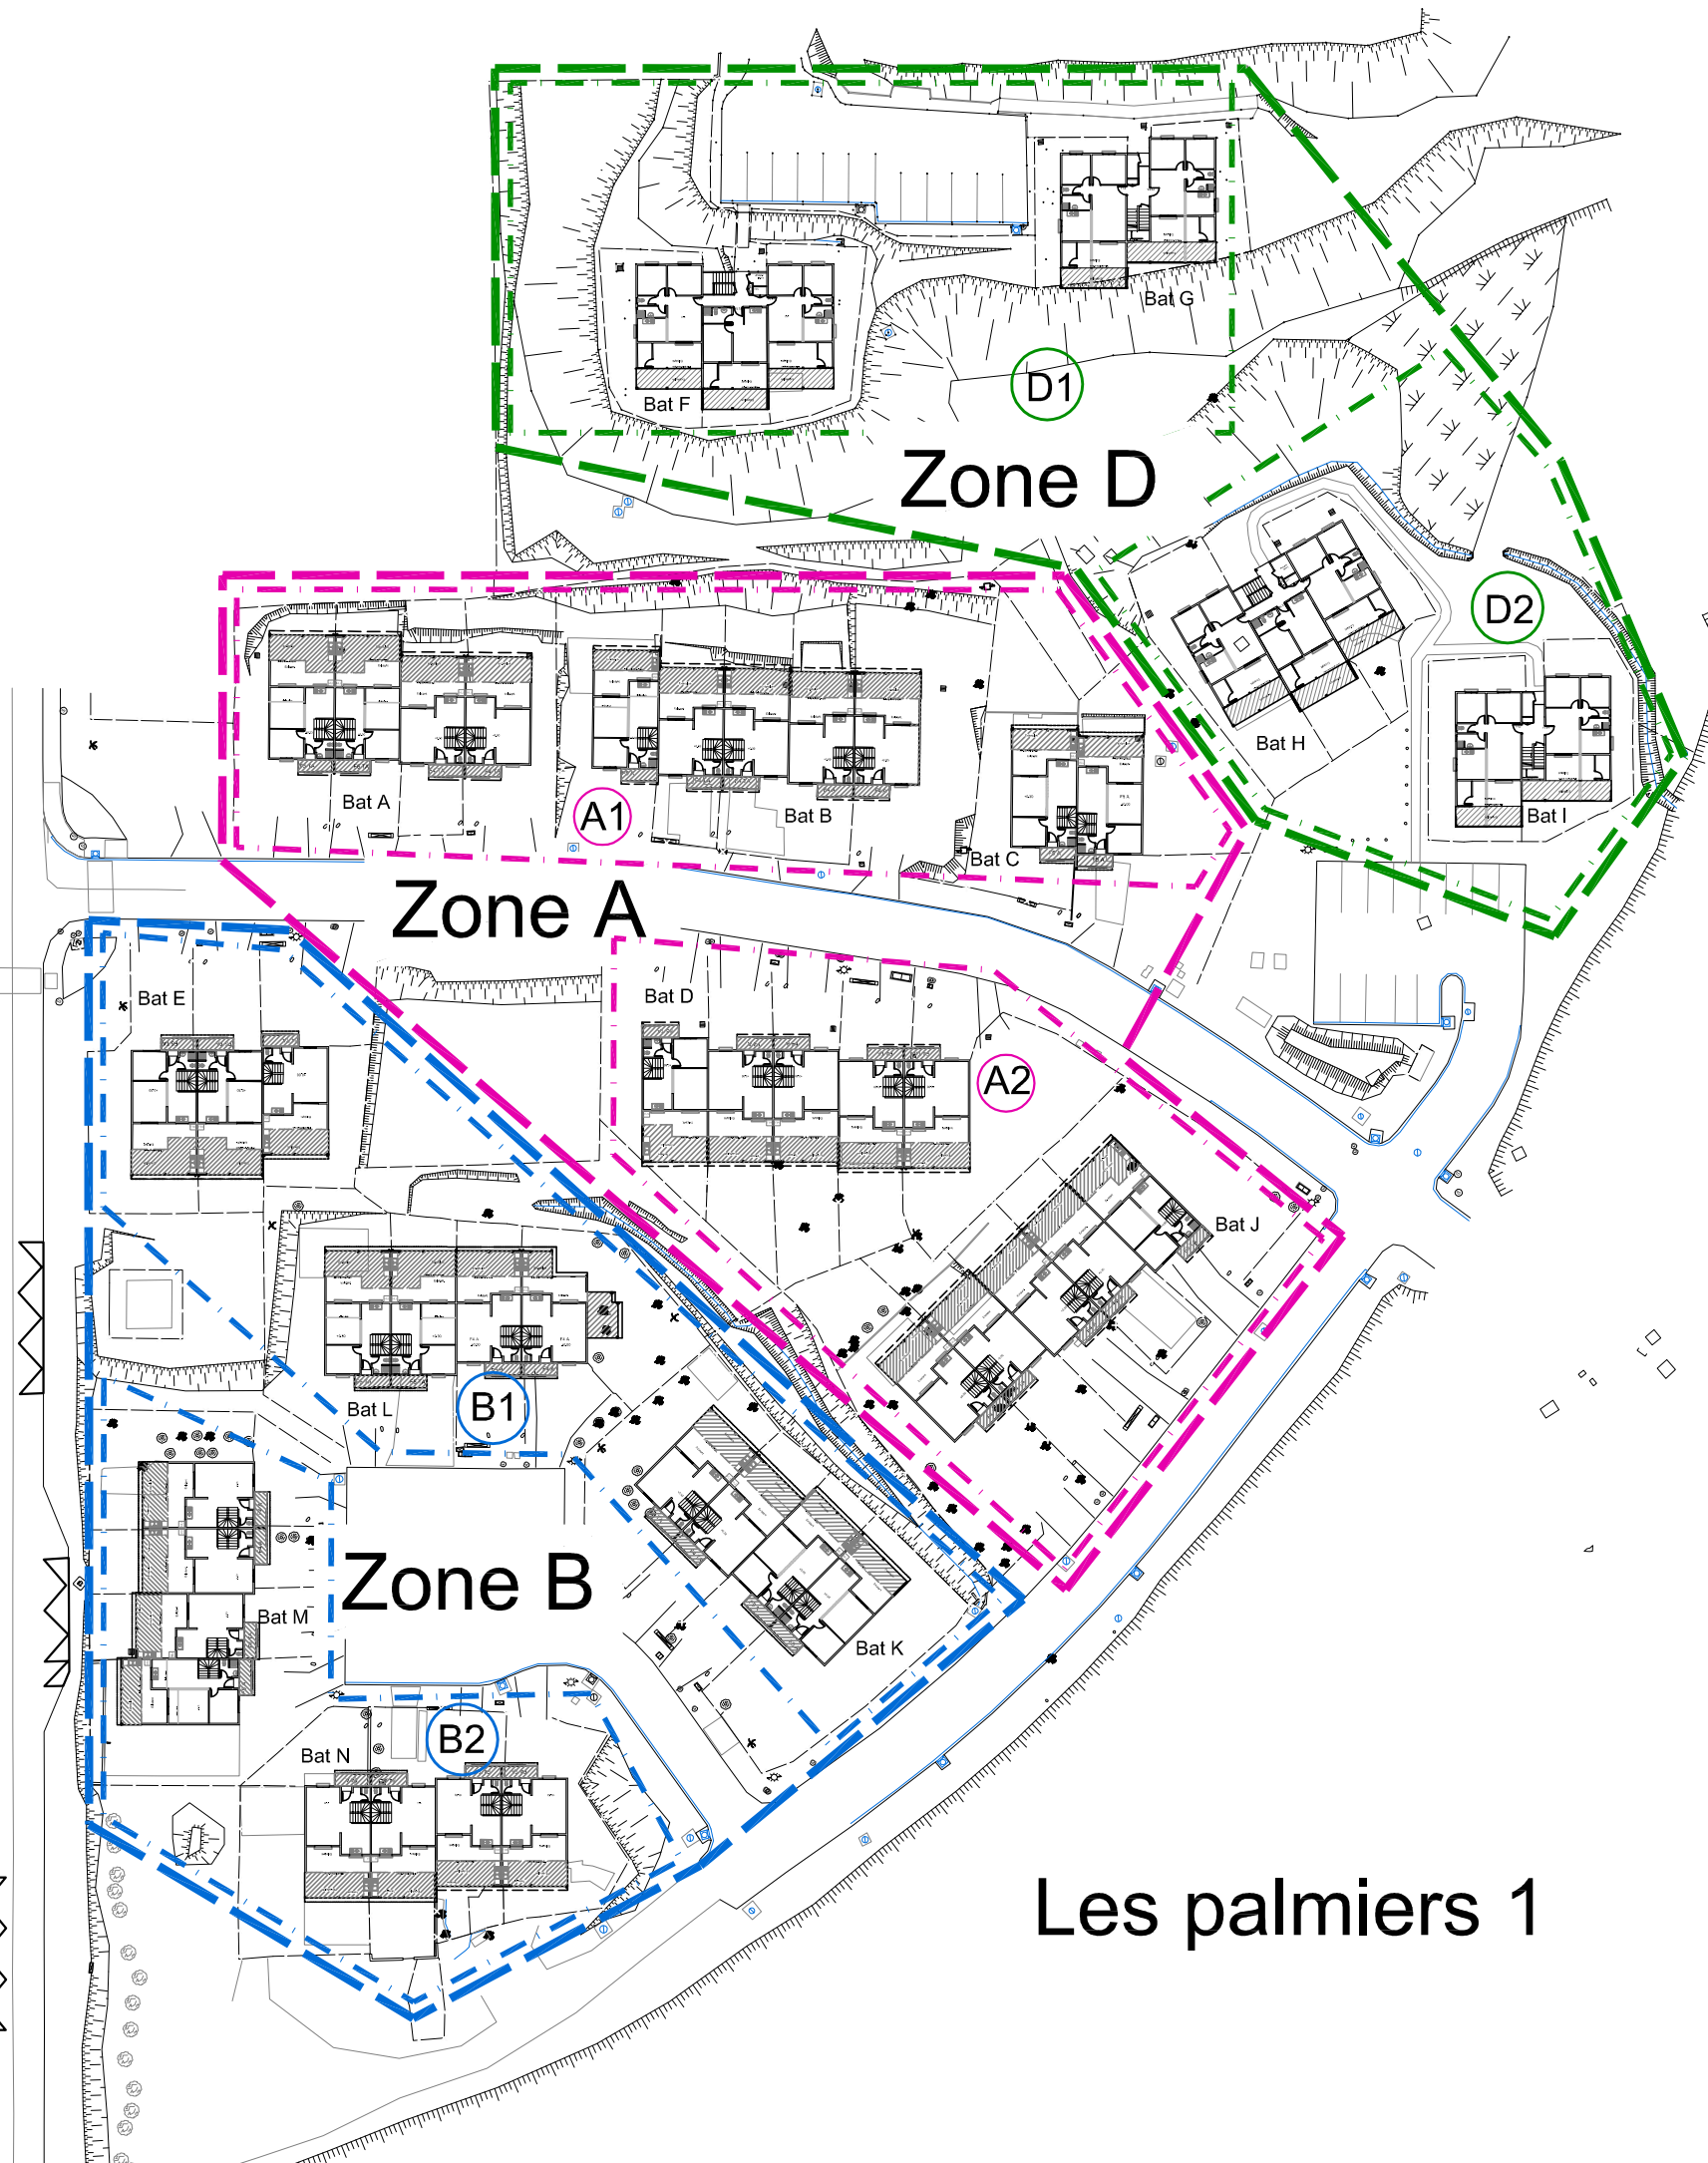 Bat G
D1
Bat F
Zone D
D2
Bat H
Bat A
A1
Bat B
Bat I
Bat C
Zone A
Bat E
Bat D
A2
Bat J
Bat L
B1
Zone B
Bat M
Bat K
B2
Bat N
Les palmiers 1